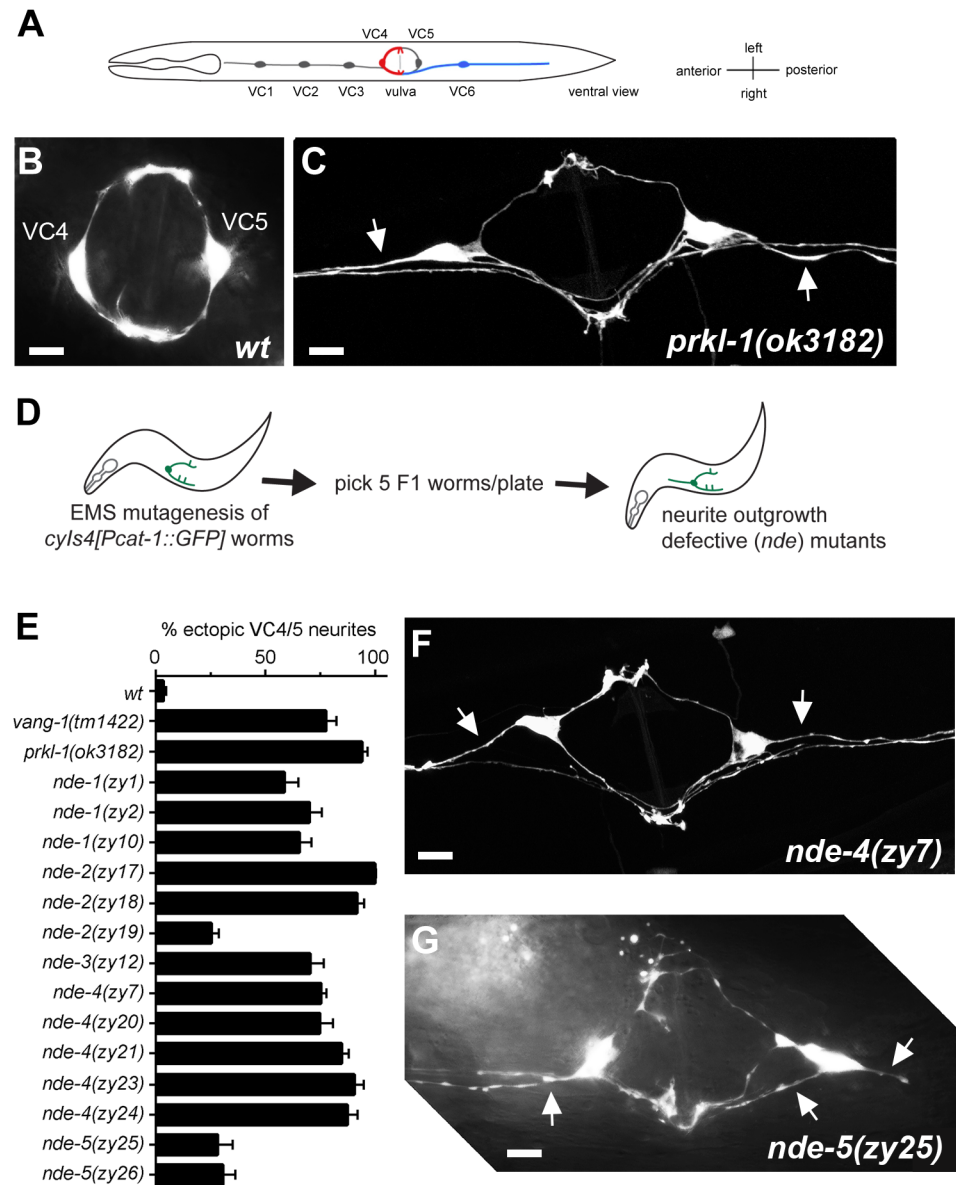 A
VC4 VC5
VC1 VC2 VC3 vulva VC6 ventral view
left
anterior posterior
right
B
VC4
VC5
wt
C
prkl-1(ok3182)
D
EMS mutagenesis of
cyIs4[Pcat-1::GFP] worms
pick 5 F1 worms/plate
neurite outgrowth
defective (nde) mutants
E
% ectopic VC4/5 neurites
0 50 100
wt
vang-1(tm1422)
prkl-1(ok3182)
nde-1(zy1)
nde-1(zy2)
nde-1(zy10)
nde-2(zy17)
nde-2(zy18)
nde-2(zy19)
nde-3(zy12)
nde-4(zy7)
nde-4(zy20)
nde-4(zy21)
nde-4(zy23)
nde-4(zy24)
nde-5(zy25)
nde-5(zy26)
F
nde-4(zy7)
G
nde-5(zy25)